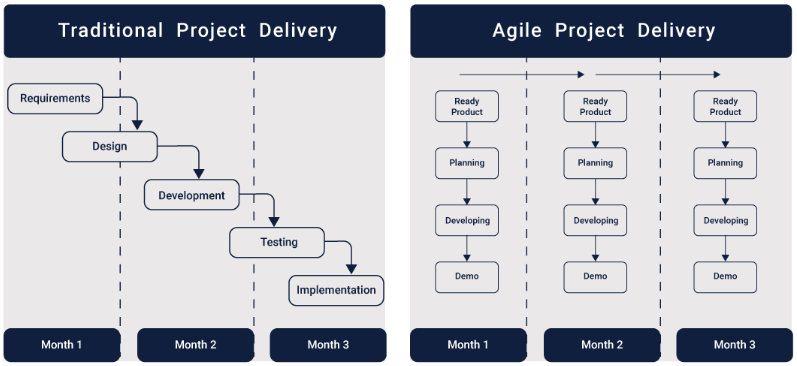 Traditional Project Delivery
Requirements
Design
Development
Testing
Implementation
Month 1
Month 2
Month 3
Agile Project Delivery
Ready
Product
Planning
Developing
Demo
Ready
Product
Planning
Developing
Demo
Ready
Product
Planning
Developing
Demo
Month 1
Month 2
Month 3